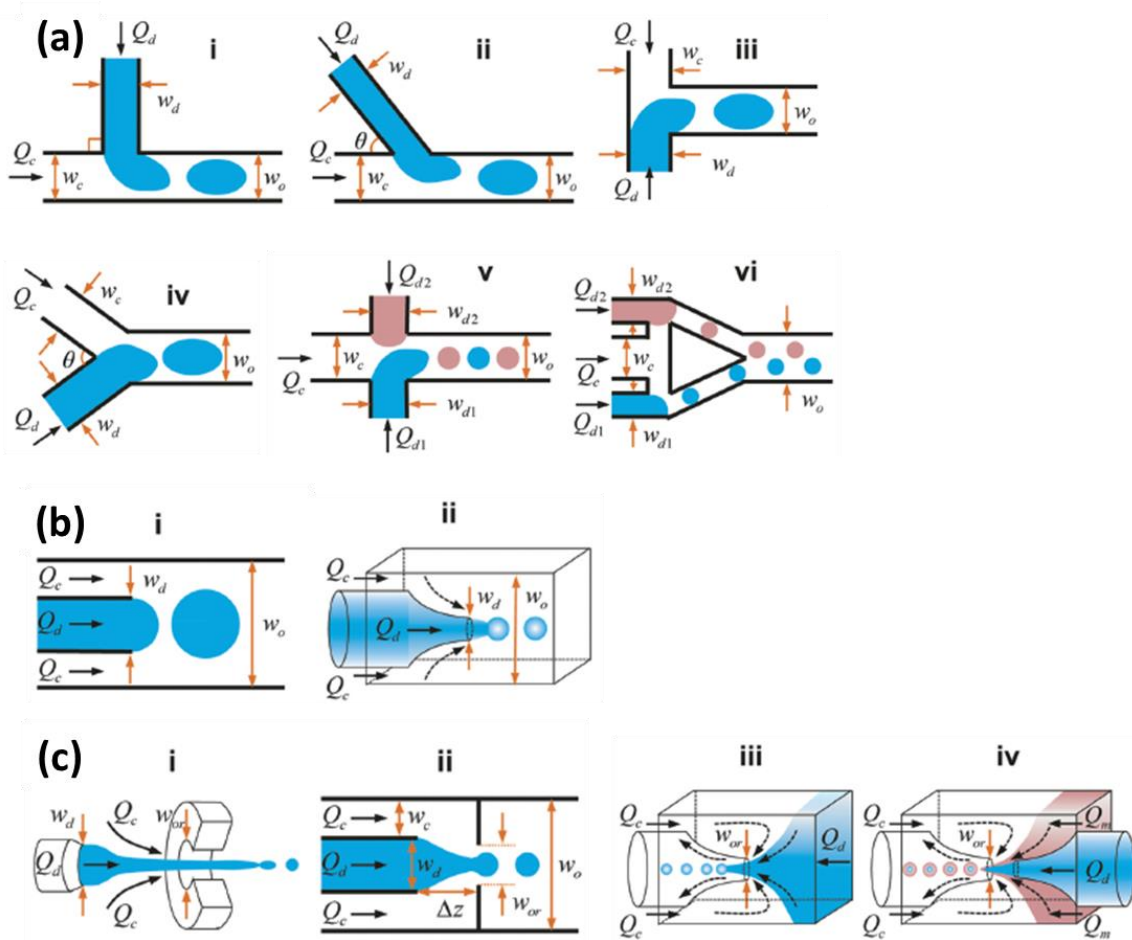 (a)
i
Q_d
w_d
Q_c
w_c
w_o
ii
Q_d
w_d
θ
Q_c
w_c
w_o
iii
Q_c
w_c
w_o
w_d
Q_d
iv
Q_c
w_c
θ
w_o
Q_d
w_d
v
Q_d2
w_d2
w_c
w_o
Q_c
w_d1
Q_d1
vi
w_d2
Q_d2
w_c
Q_c
w_o
Q_d1
w_d1
(b)
i
Q_c
w_d
Q_d
w_o
Q_c
ii
Q_c
w_d
w_o
Q_d
Q_c
(c)
i
w_d
Q_c
w_or
Q_d
Q_c
ii
Q_c
w_c
Q_d
w_d
w_o
Δz
w_or
Q_c
iii
Q_c
w_or
Q_d
Q_c
iv
Q_c
Q_m
w_or
Q_d
Q_c
Q_m